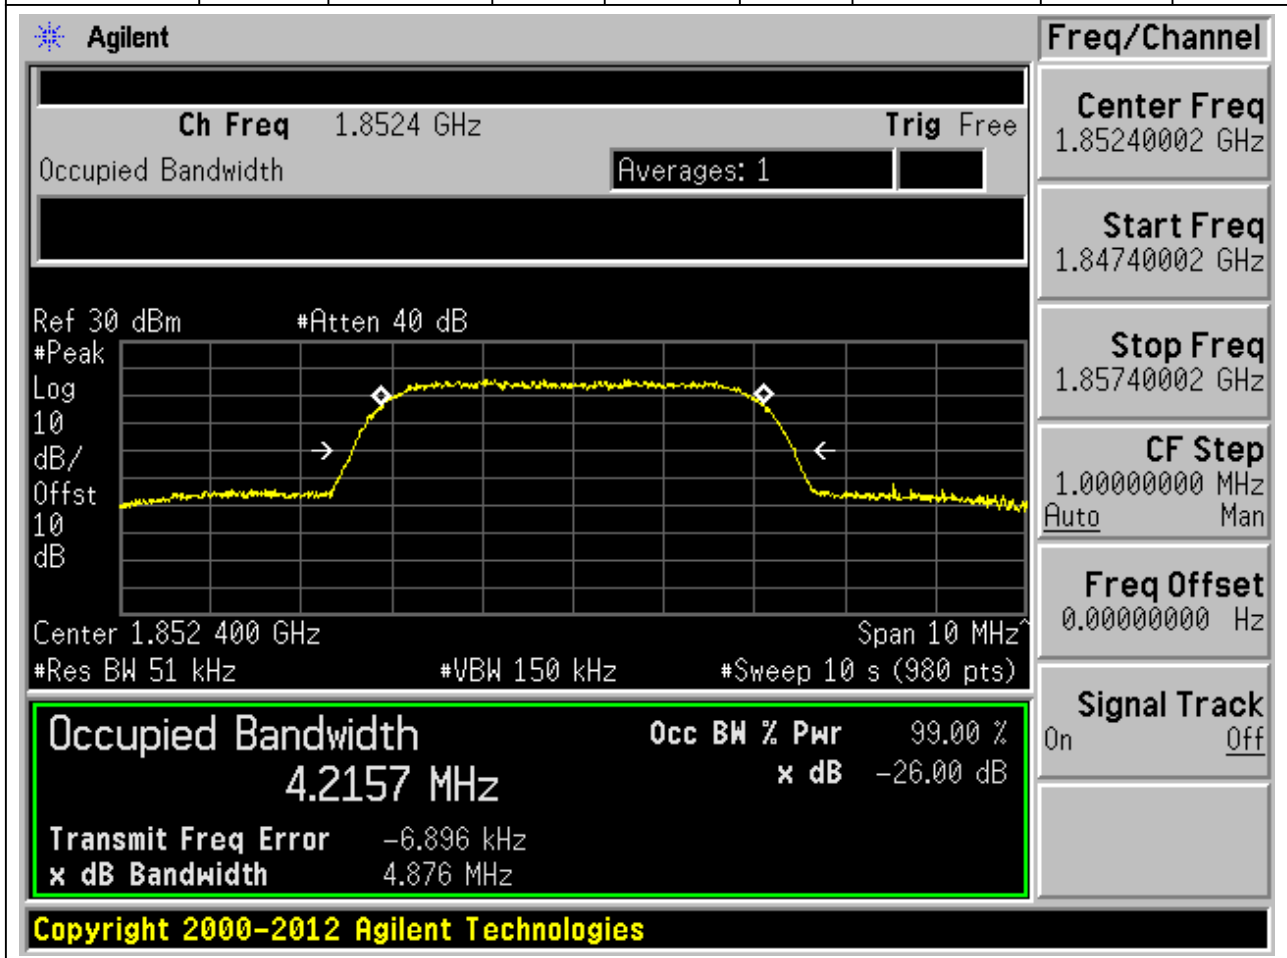 Agilent
Freq/Channel
Ch Freq 1.8524 GHz Trig Free
Occupied Bandwidth Averages: 1
Center Freq
1.85240002 GHz
Start Freq
1.84740002 GHz
Stop Freq
1.85740002 GHz
CF Step
1.00000000 MHz
Auto Man
Freq Offset
0.00000000 Hz
Signal Track
On Off
Ref 30 dBm #Atten 40 dB
#Peak
Log
10
dB/
Offst
10
dB
Center 1.852 400 GHz Span 10 MHz^
#Res BW 51 kHz #VBW 150 kHz #Sweep 10 s (980 pts)
Occupied Bandwidth
4.2157 MHz
Occ BW % Pwr 99.00 %
x dB -26.00 dB
Transmit Freq Error -6.896 kHz
x dB Bandwidth 4.876 MHz
Copyright 2000-2012 Agilent Technologies